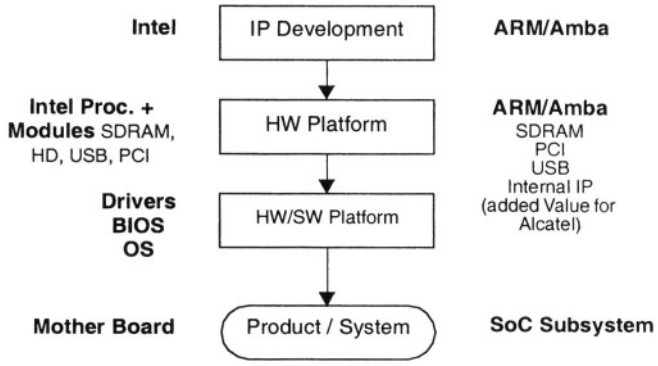 Intel IP Development ARM/Amba
Intel Proc. + HW Platform ARM/Amba
Modules SDRAM,
HD, USB, PCI
SDRAM
PCI
USB
Internal IP
(added Value for
Alcatel)
Drivers
BIOS
OS
HW/SW Platform
Mother Board Product / System SoC Subsystem